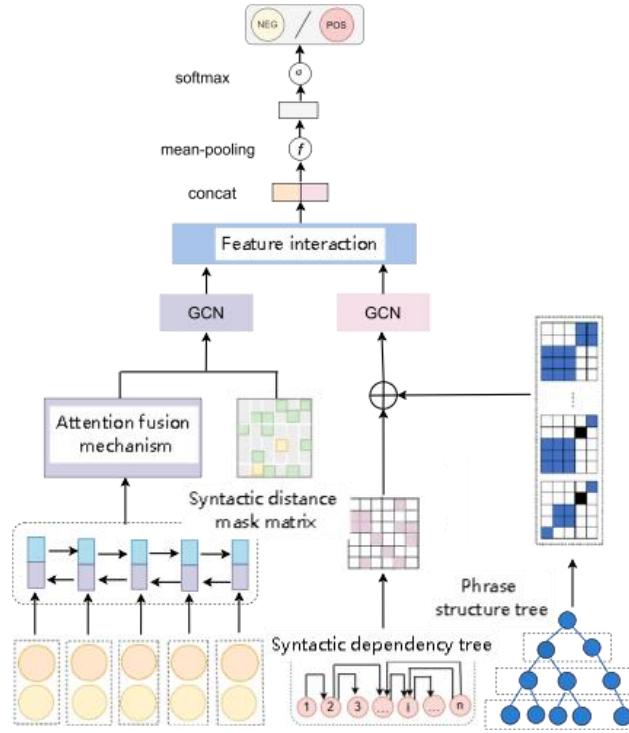 NEG / POS
softmax
σ
mean-pooling
f
concat
Feature interaction
GCN
GCN
Attention fusion
mechanism
Syntactic distance
mask matrix
Phrase
structure tree
Syntactic dependency tree
1 2 3 ... i ... n